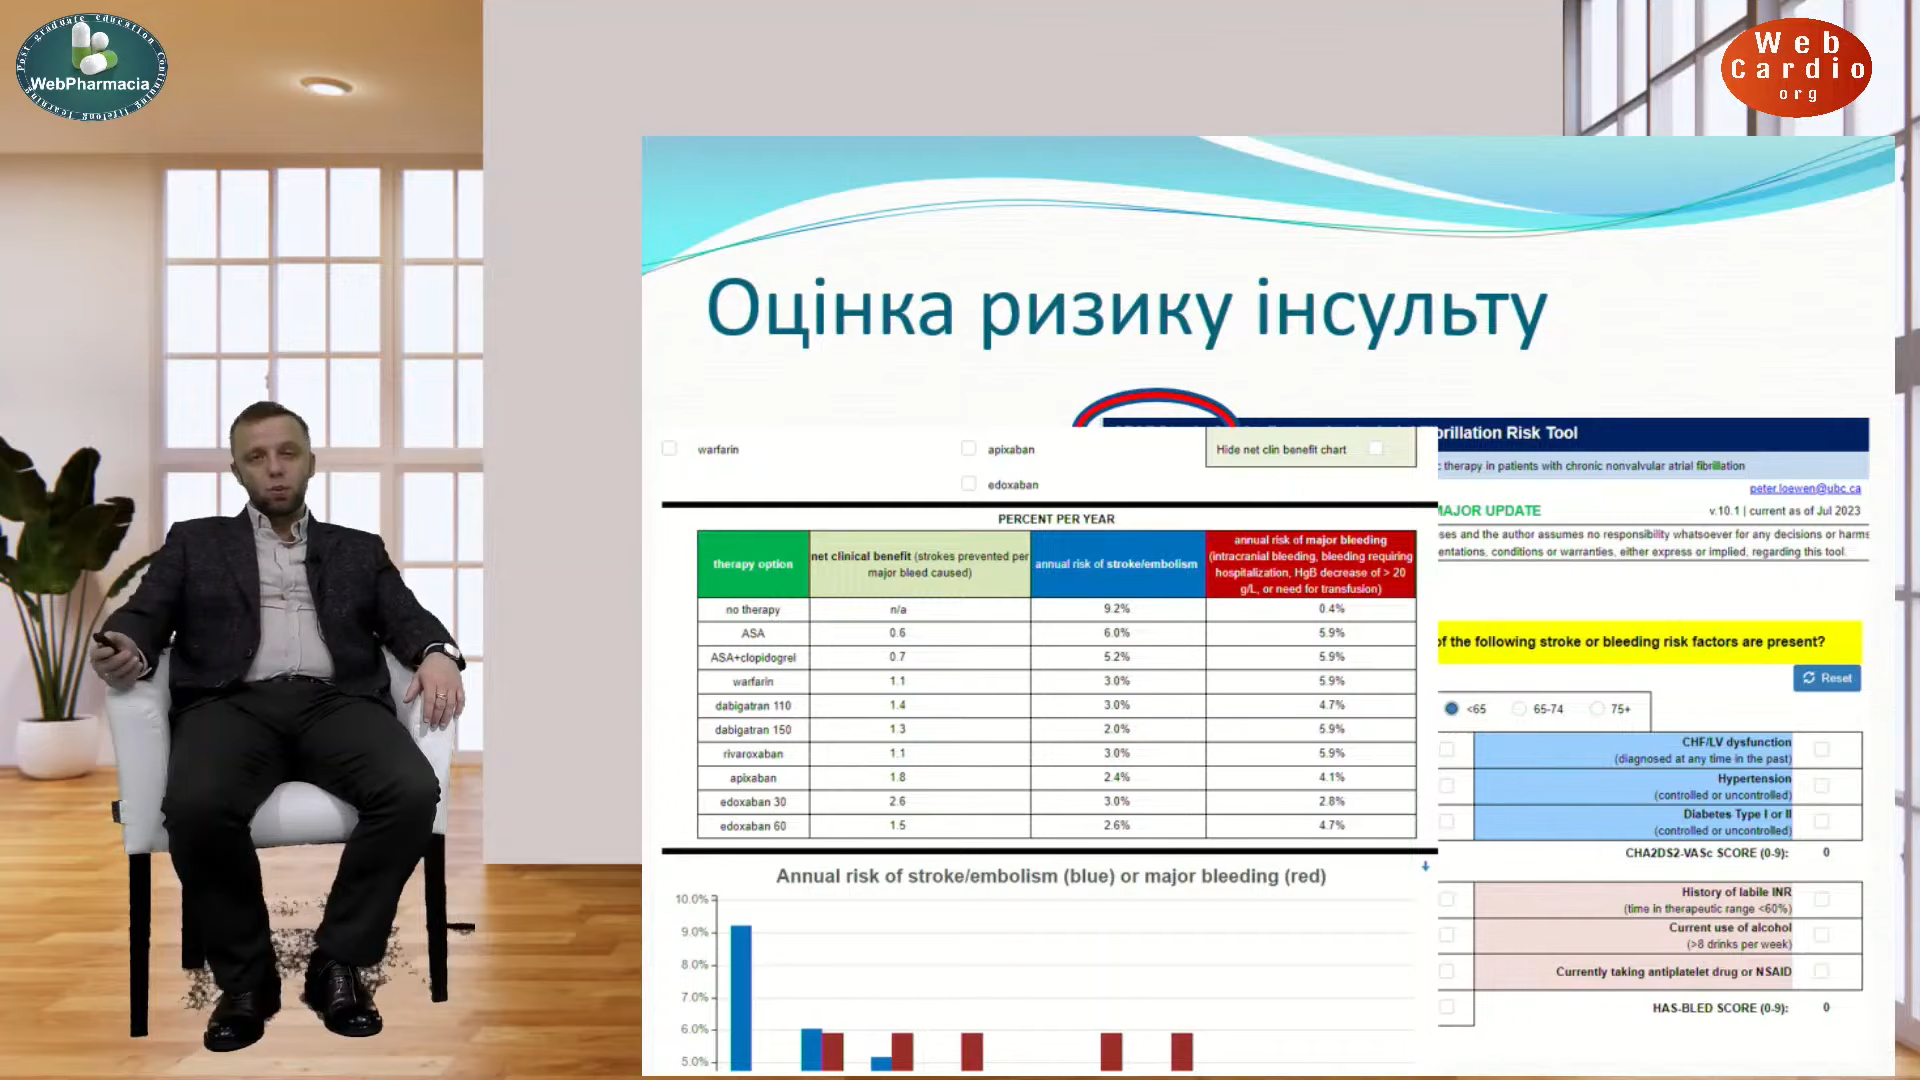 Post graduate education Continuing lifelong learning
WebPharmacia
Web
Cardio
org
Оцінка ризику інсульту
warfarin
apixaban
edoxaban
Hide net clin benefit chart
PERCENT PER YEAR
therapy option
net clinical benefit (strokes prevented per
major bleed caused)
annual risk of stroke/embolism
annual risk of major bleeding
(intracranial bleeding, bleeding requiring
hospitalization, HgB decrease of > 20
g/L, or need for transfusion)
no therapy n/a 9.2% 0.4%
ASA 0.6 6.0% 5.9%
ASA+clopidogrel 0.7 5.2% 5.9%
warfarin 1.1 3.0% 5.9%
dabigatran 110 1.4 3.0% 4.7%
dabigatran 150 1.3 2.0% 5.9%
rivaroxaban 1.1 3.0% 5.9%
apixaban 1.8 2.4% 4.1%
edoxaban 30 2.6 3.0% 2.8%
edoxaban 60 1.5 2.6% 4.7%
Annual risk of stroke/embolism (blue) or major bleeding (red)
10.0%
9.0%
8.0%
7.0%
6.0%
5.0%
brillation Risk Tool
therapy in patients with chronic nonvalvular atrial fibrillation
peter.loewen@ubc.ca
MAJOR UPDATE
v.10.1 | current as of Jul 2023
ses and the author assumes no responsibility whatsoever for any decisions or harms
entations, conditions or warranties, either express or implied, regarding this tool.
of the following stroke or bleeding risk factors are present?
Reset
<65 65-74 75+
CHF/LV dysfunction
(diagnosed at any time in the past)
Hypertension
(controlled or uncontrolled)
Diabetes Type I or II
(controlled or uncontrolled)
CHA2DS2-VASc SCORE (0-9): 0
History of labile INR
(time in therapeutic range <60%)
Current use of alcohol
(>8 drinks per week)
Currently taking antiplatelet drug or NSAID
HAS-BLED SCORE (0-9): 0